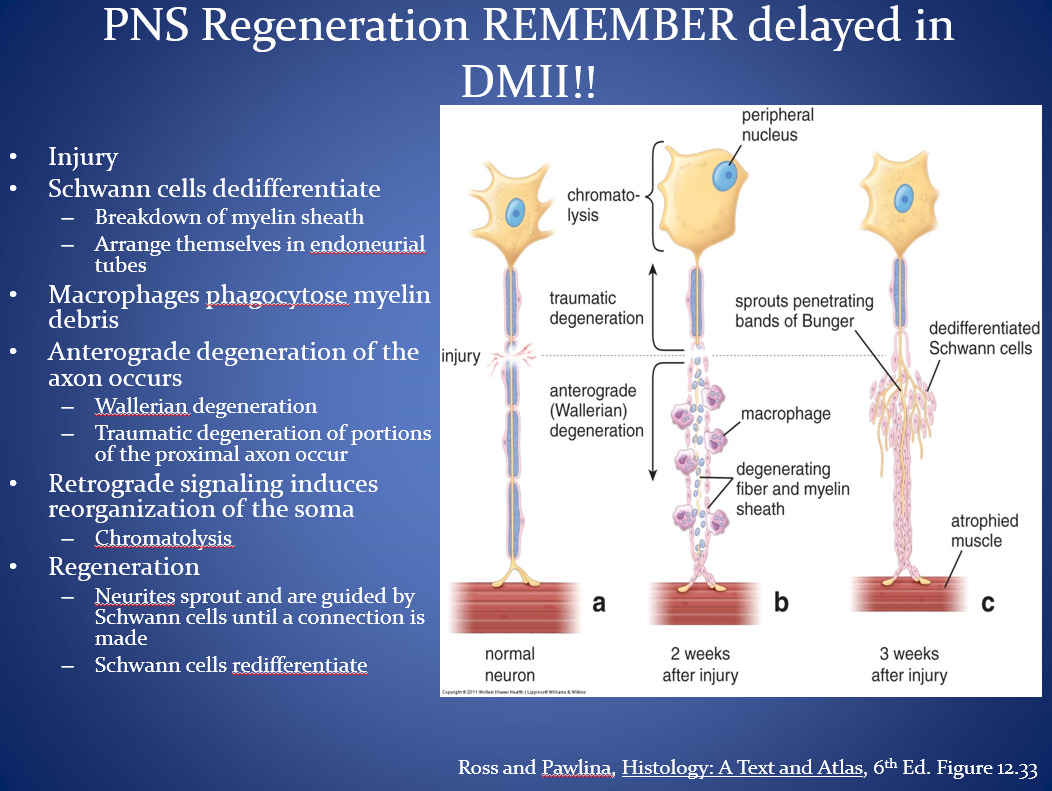 PNS Regeneration REMEMBER delayed in
DMII!!
• Injury
• Schwann cells dedifferentiate
– Breakdown of myelin sheath
– Arrange themselves in endoneurial
tubes
• Macrophages phagocytose myelin
debris
• Anterograde degeneration of the
axon occurs
– Wallerian degeneration
– Traumatic degeneration of portions
of the proximal axon occur
• Retrograde signaling induces
reorganization of the soma
– Chromatolysis
• Regeneration
– Neurites sprout and are guided by
Schwann cells until a connection is
made
– Schwann cells redifferentiate
peripheral
nucleus
chromato-
lysis
traumatic
degeneration
sprouts penetrating
bands of Bunger
dedifferentiated
Schwann cells
injury
anterograde
(Wallerian)
degeneration
macrophage
degenerating
fiber and myelin
sheath
atrophied
muscle
a
b
c
normal
neuron
2 weeks
after injury
3 weeks
after injury
Copyright © 2011 Wolters Kluwer Health | Lippincott Williams & Wilkins
Ross and Pawlina, Histology: A Text and Atlas, 6th Ed. Figure 12.33